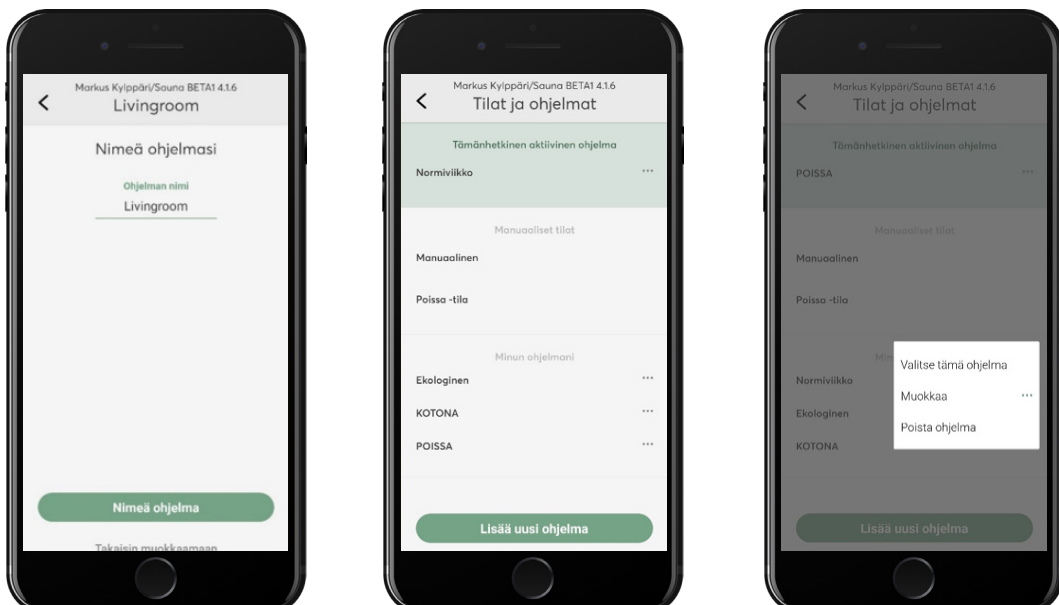 Markus Kylppäri/Sauna BETA1 4.1.6
Livingroom
Nimeä ohjelmasi
Ohjelman nimi
Livingroom
Nimeä ohjelma
Takaisin muokkaamaan
Markus Kylppäri/Sauna BETA1 4.1.6
Tilat ja ohjelmat
Tämänhetkinen aktiivinen ohjelma
Normiviikko
Manuaaliset tilat
Manuaalinen
Poissa -tila
Minun ohjelmani
Ekologinen
KOTONA
POISSA
Lisää uusi ohjelma
Markus Kylppäri/Sauna BETA1 4.1.6
Tilat ja ohjelmat
Tämänhetkinen aktiivinen ohjelma
POISSA
Manuaaliset tilat
Manuaalinen
Poissa -tila
Valitse tämä ohjelma
Normiviikko
Muokkaa
Ekologinen
Poista ohjelma
KOTONA
Lisää uusi ohjelma